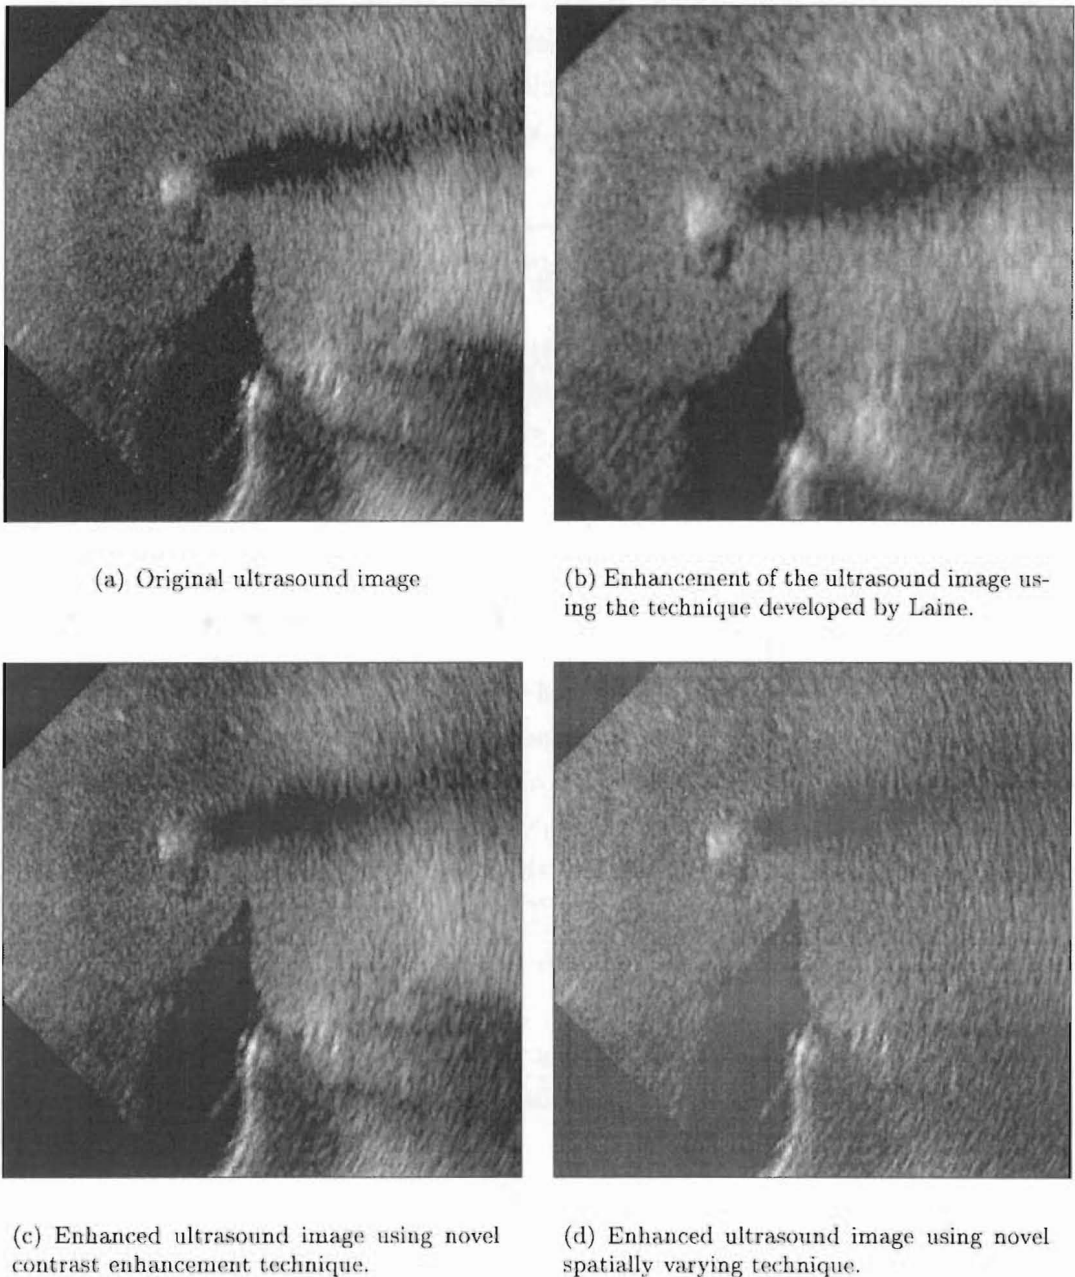 (a) Original ultrasound image
(b) Enhancement of the ultrasound image us-
ing the technique developed by Laine.
(c) Enhanced ultrasound image using novel
contrast enhancement technique.
(d) Enhanced ultrasound image using novel
spatially varying technique.